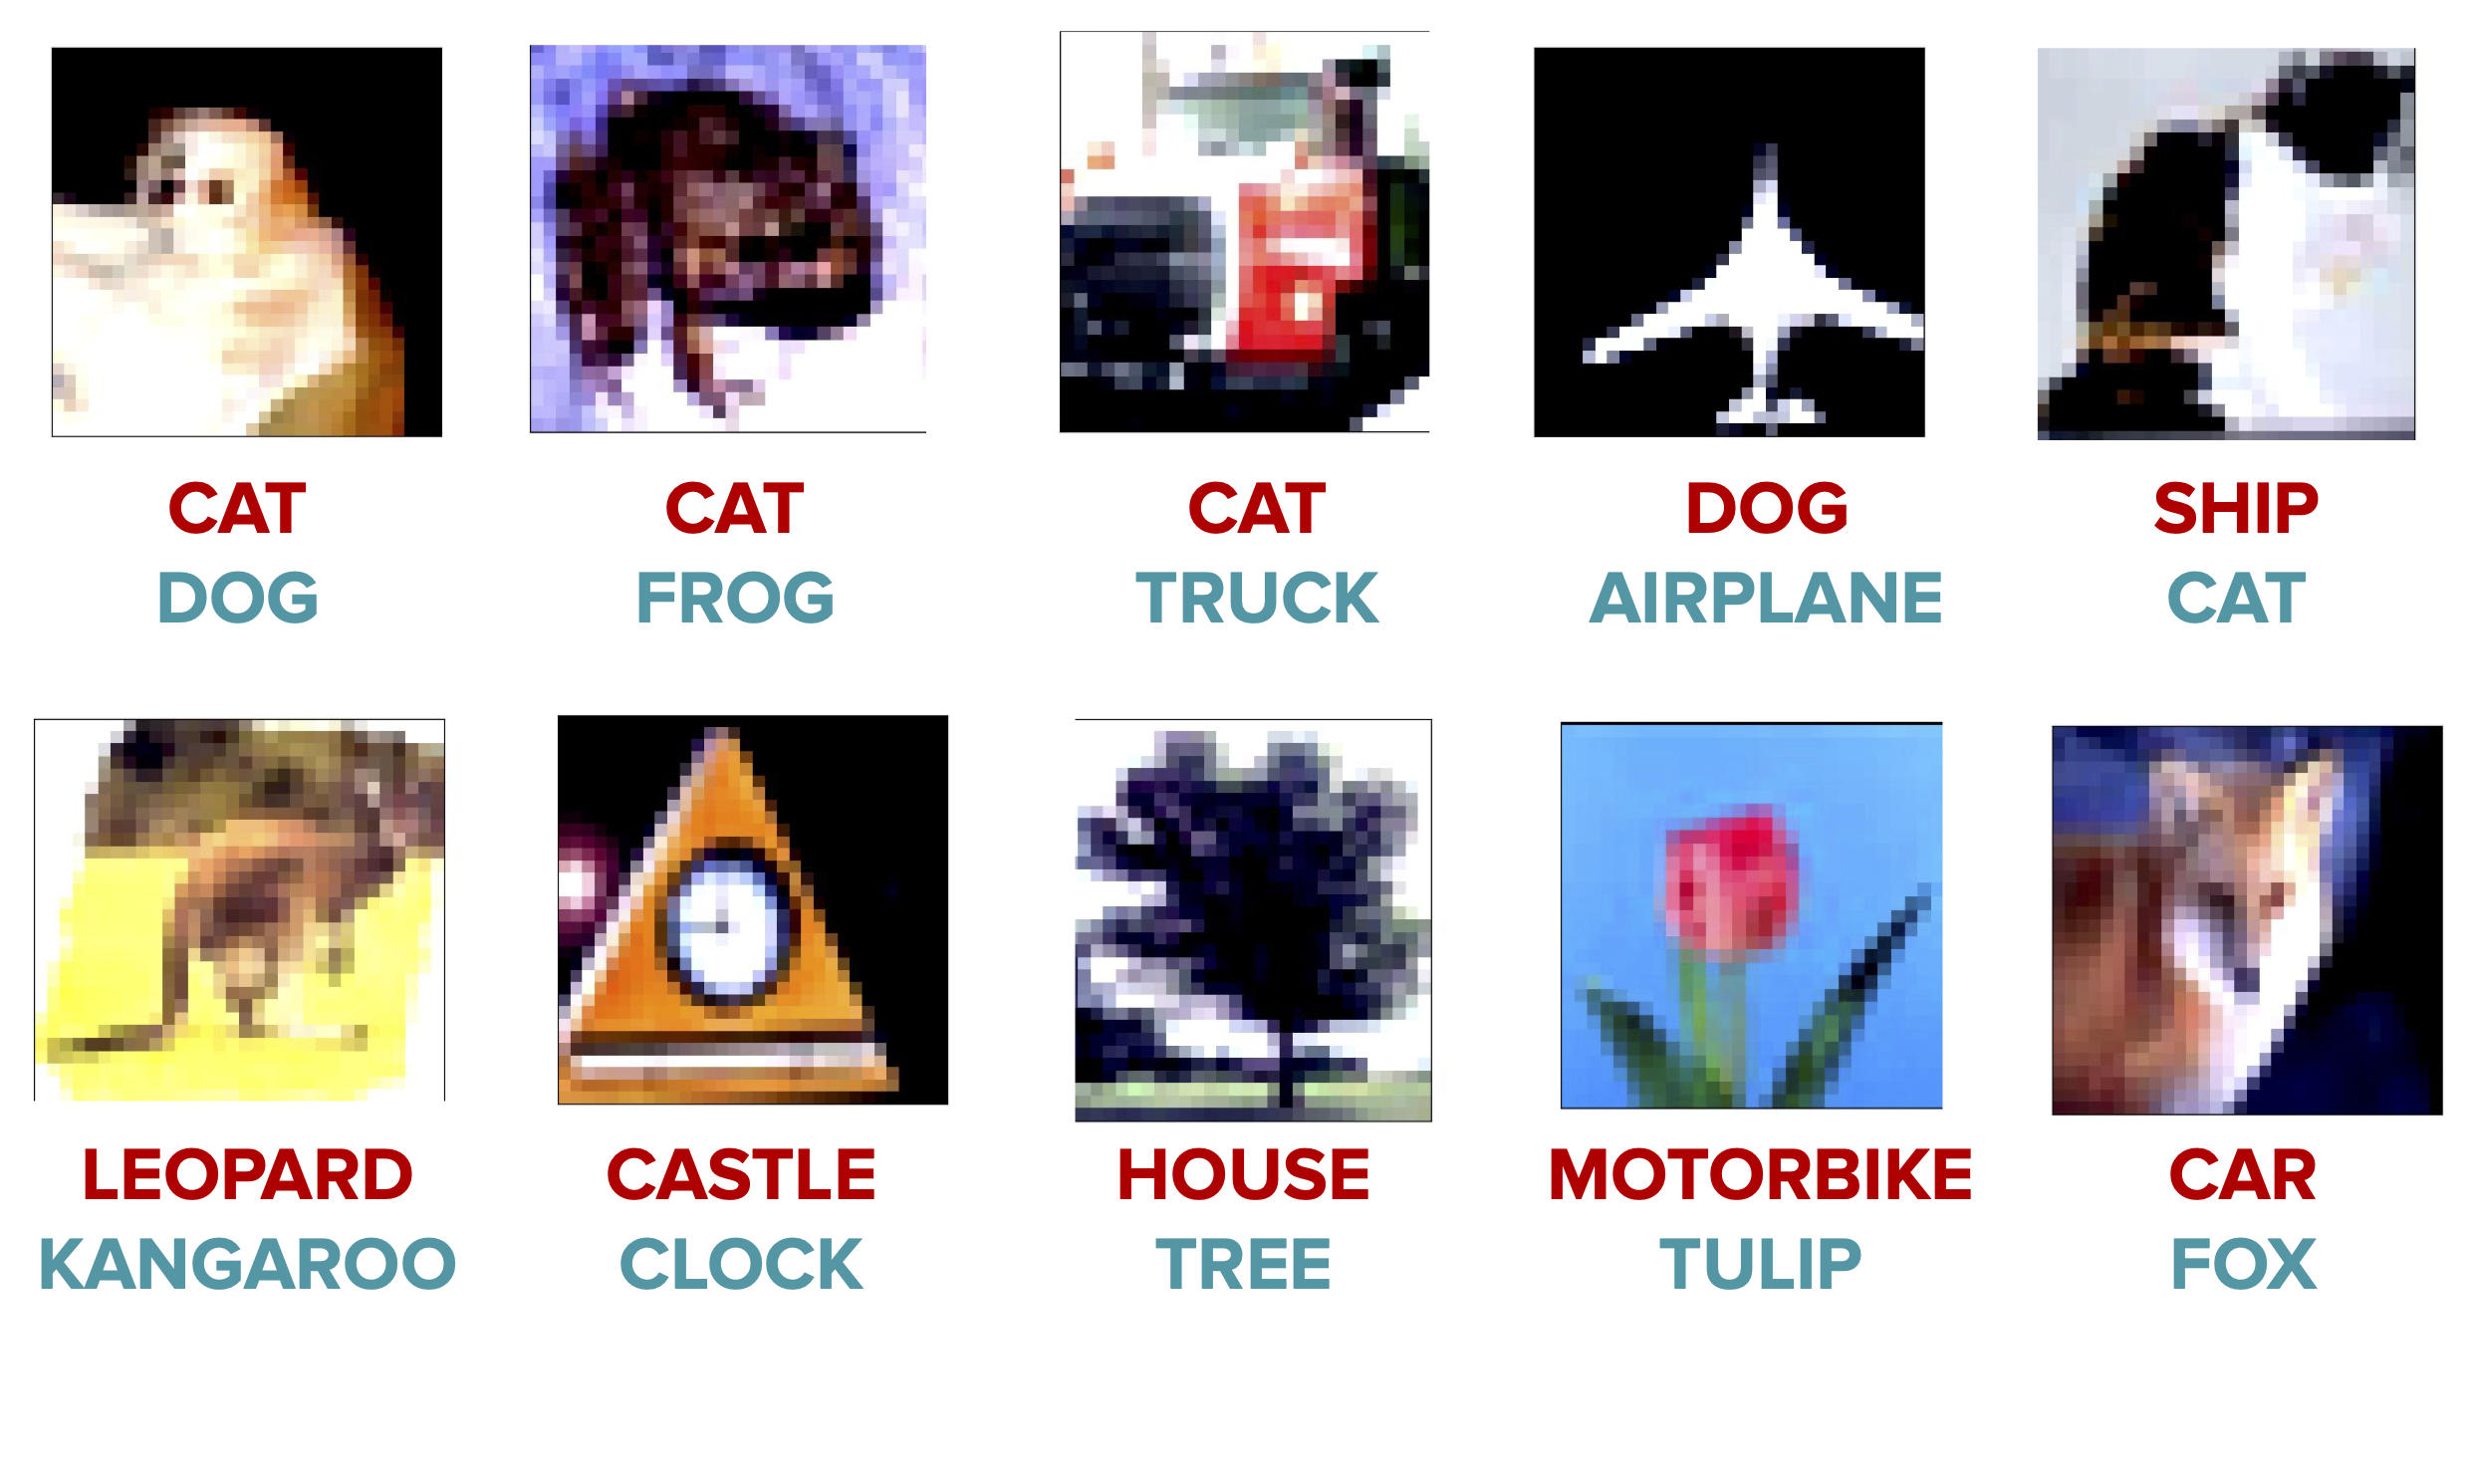 CAT CAT CAT DOG SHIP
DOG FROG TRUCK AIRPLANE CAT
LEOPARD CASTLE HOUSE MOTORBIKE CAR
KANGAROO CLOCK TREE TULIP FOX